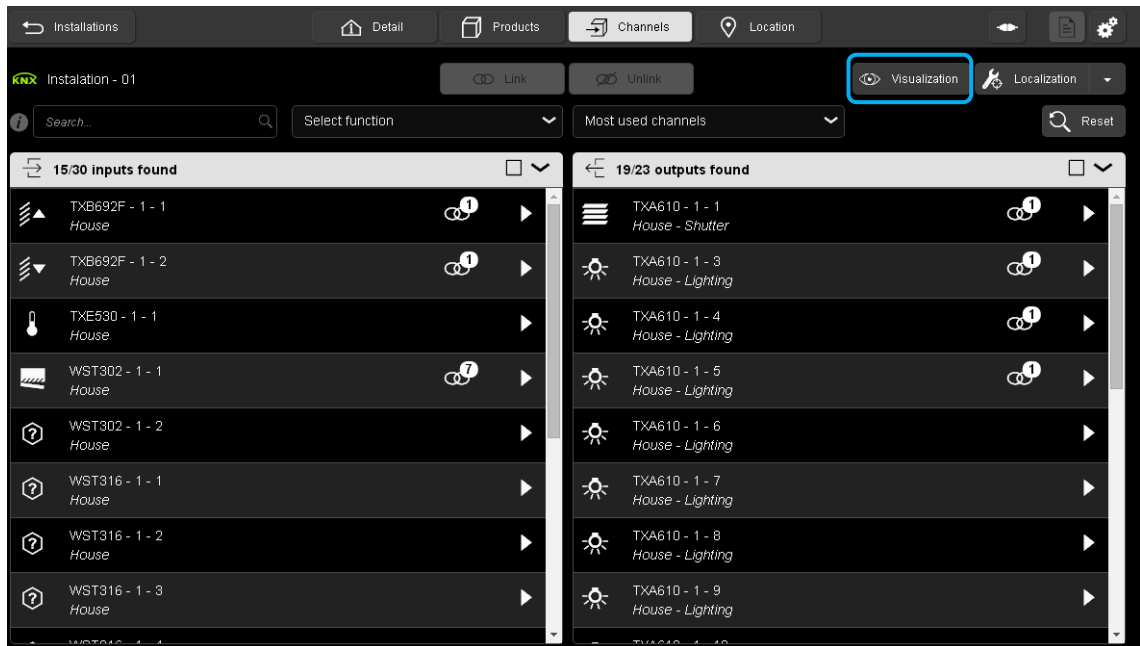 Installations
Detail
Products
Channels
Location
KNX Instalation - 01
Link
Unlink
Visualization
Localization
Search...
Select function
Most used channels
Reset
15/30 inputs found
TXB692F - 1 - 1
House
1
TXB692F - 1 - 2
House
1
TXE530 - 1 - 1
House
WST302 - 1 - 1
House
7
WST302 - 1 - 2
House
WST316 - 1 - 1
House
WST316 - 1 - 2
House
WST316 - 1 - 3
House
19/23 outputs found
TXA610 - 1 - 1
House - Shutter
1
TXA610 - 1 - 3
House - Lighting
1
TXA610 - 1 - 4
House - Lighting
1
TXA610 - 1 - 5
House - Lighting
1
TXA610 - 1 - 6
House - Lighting
TXA610 - 1 - 7
House - Lighting
TXA610 - 1 - 8
House - Lighting
TXA610 - 1 - 9
House - Lighting